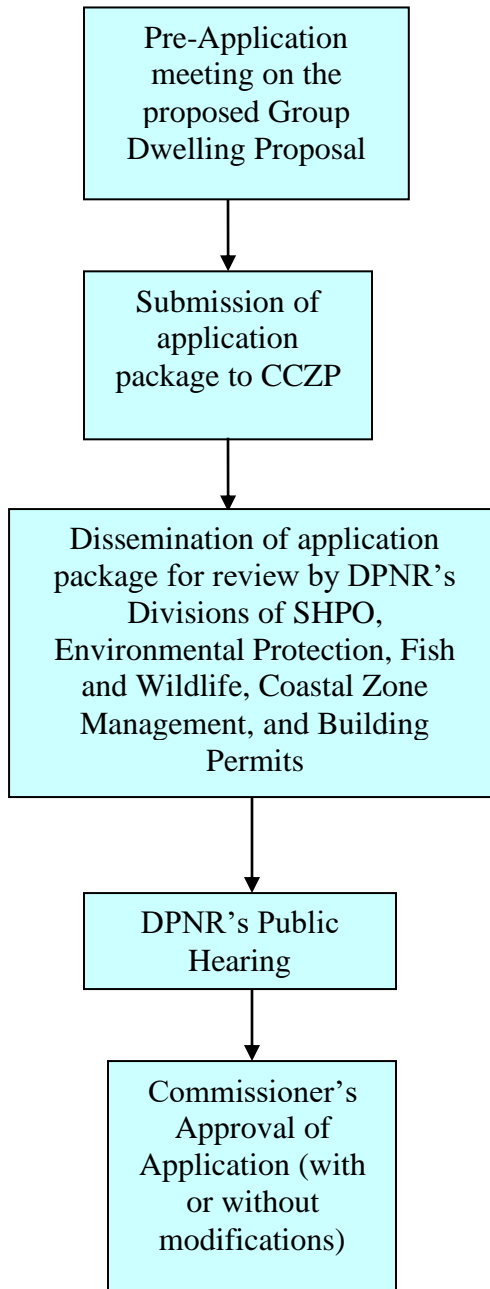 Pre-Application
meeting on the
proposed Group
Dwelling Proposal
Submission of
application
package to CCZP
Dissemination of application
package for review by DPNR’s
Divisions of SHPO,
Environmental Protection, Fish
and Wildlife, Coastal Zone
Management, and Building
Permits
DPNR’s Public
Hearing
Commissioner’s
Approval of
Application (with
or without
modifications)